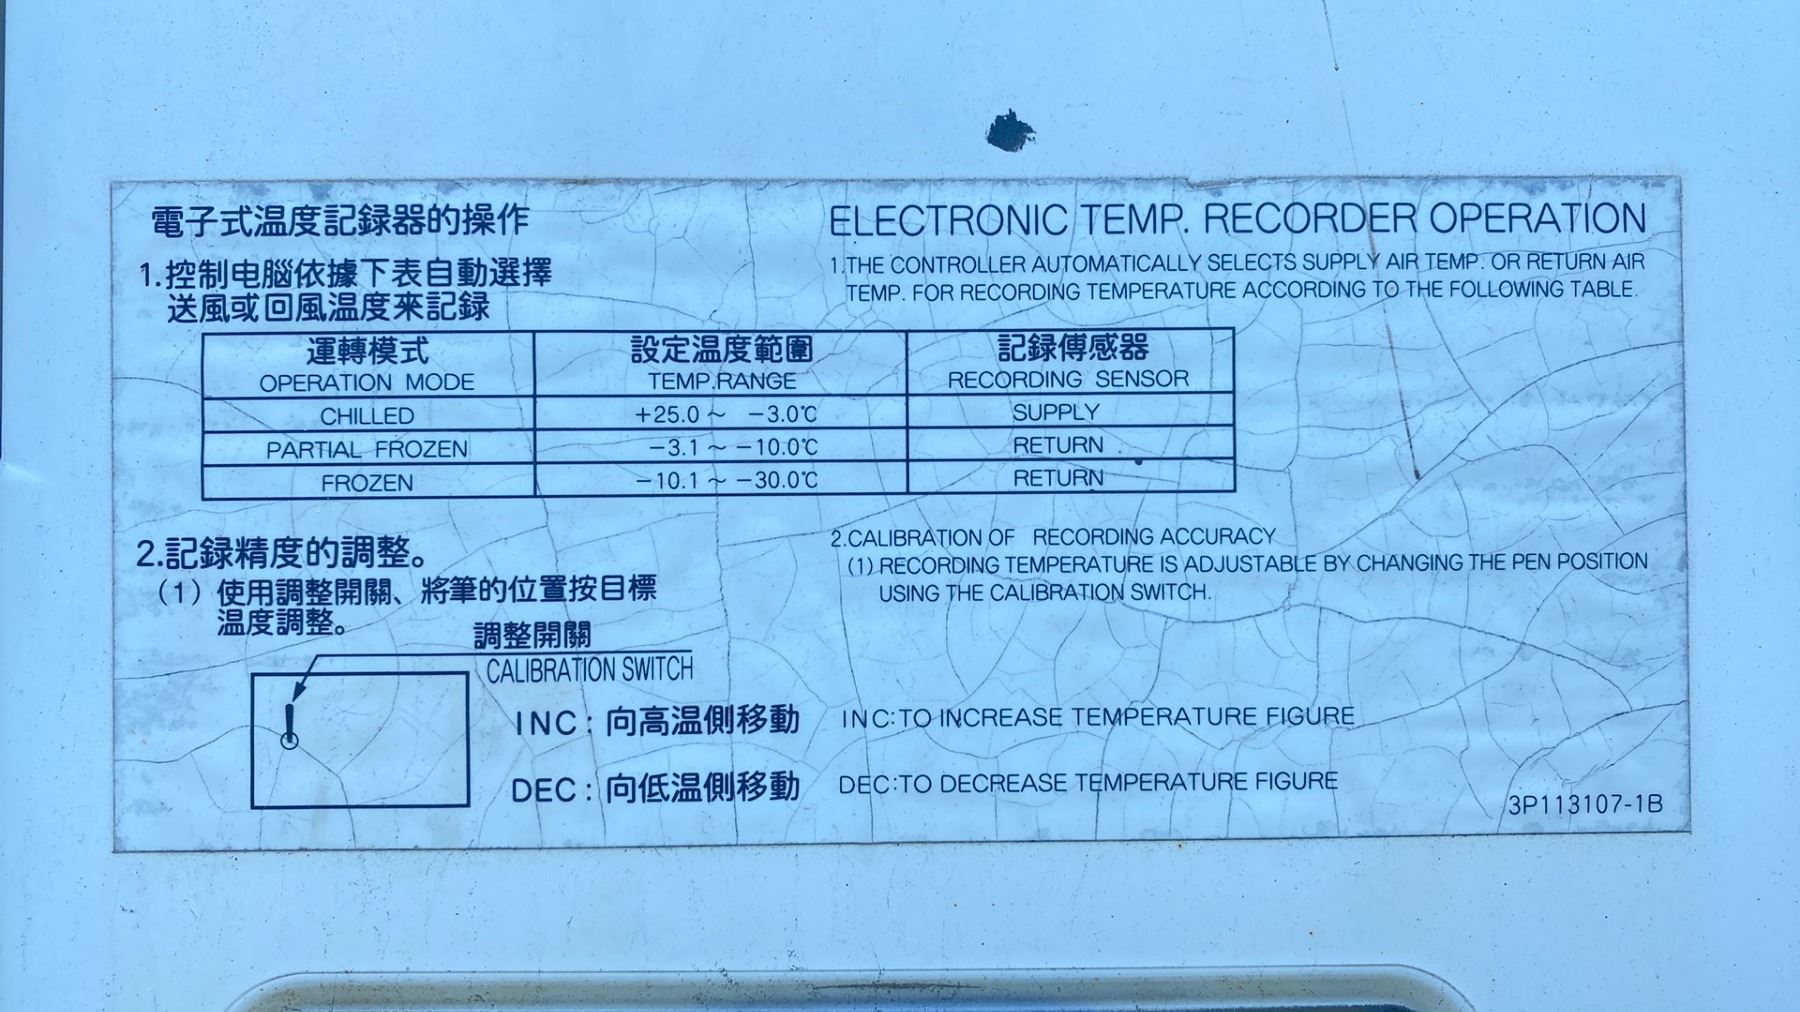 電子式温度記録器的操作
ELECTRONIC TEMP. RECORDER OPERATION
1.控制电腦依據下表自動選擇
送風或回風温度來記録
1.THE CONTROLLER AUTOMATICALLY SELECTS SUPPLY AIR TEMP. OR RETURN AIR
TEMP. FOR RECORDING TEMPERATURE ACCORDING TO THE FOLLOWING TABLE.
運轉模式 設定温度範圍 記録傳感器
OPERATION MODE TEMP.RANGE RECORDING SENSOR
CHILLED +25.0 ~ -3.0℃ SUPPLY
PARTIAL FROZEN -3.1 ~ -10.0℃ RETURN
FROZEN -10.1 ~ -30.0℃ RETURN
2.記録精度的調整。
(1) 使用調整開關、將筆的位置按目標
温度調整。
2.CALIBRATION OF RECORDING ACCURACY
(1) RECORDING TEMPERATURE IS ADJUSTABLE BY CHANGING THE PEN POSITION
USING THE CALIBRATION SWITCH.
調整開關
CALIBRATION SWITCH
INC: 向高温側移動
INC:TO INCREASE TEMPERATURE FIGURE
DEC: 向低温側移動
DEC:TO DECREASE TEMPERATURE FIGURE
3P113107-1B